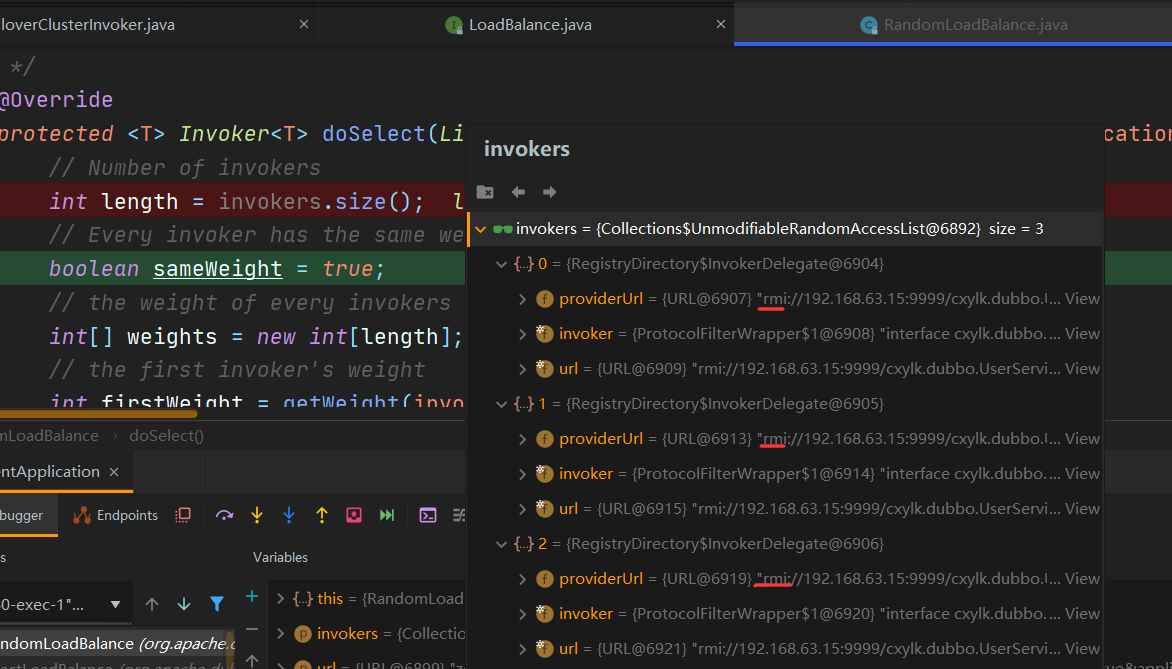 loverClusterInvoker.java
LoadBalance.java
RandomLoadBalance.java
*/
@Override
protected <T> Invoker<T> doSelect(Li
cation
// Number of invokers
int length = invokers.size(); l
// Every invoker has the same we
boolean sameWeight = true;
// the weight of every invokers
int[] weights = new int[length];
// the first invoker's weight
int firstWeight = getWeight(invo
mLoadBalance > doSelect()
ntApplication
bugger
Endpoints
s
Variables
0-exec-1"...
this = {RandomLoad
ndomLoadBalance (org.apache.d
invokers = {Collectio
invokers
invokers = {Collections$UnmodifiableRandomAccessList@6892} size = 3
{...} 0 = {RegistryDirectory$InvokerDelegate@6904}
providerUrl = {URL@6907} "rmi://192.168.63.15:9999/cxylk.dubbo.U... View
invoker = {ProtocolFilterWrapper$1@6908} "interface cxylk.dubbo.... View
url = {URL@6909} "rmi://192.168.63.15:9999/cxylk.dubbo.UserServi... View
{...} 1 = {RegistryDirectory$InvokerDelegate@6905}
providerUrl = {URL@6913} "rmi://192.168.63.15:9999/cxylk.dubbo.U... View
invoker = {ProtocolFilterWrapper$1@6914} "interface cxylk.dubbo.... View
url = {URL@6915} "rmi://192.168.63.15:9999/cxylk.dubbo.UserServi... View
{...} 2 = {RegistryDirectory$InvokerDelegate@6906}
providerUrl = {URL@6919} "rmi://192.168.63.15:9999/cxylk.dubbo.U... View
invoker = {ProtocolFilterWrapper$1@6920} "interface cxylk.dubbo.... View
url = {URL@6921} "rmi://192.168.63.15:9999/cxylk.dubbo.UserServi... View